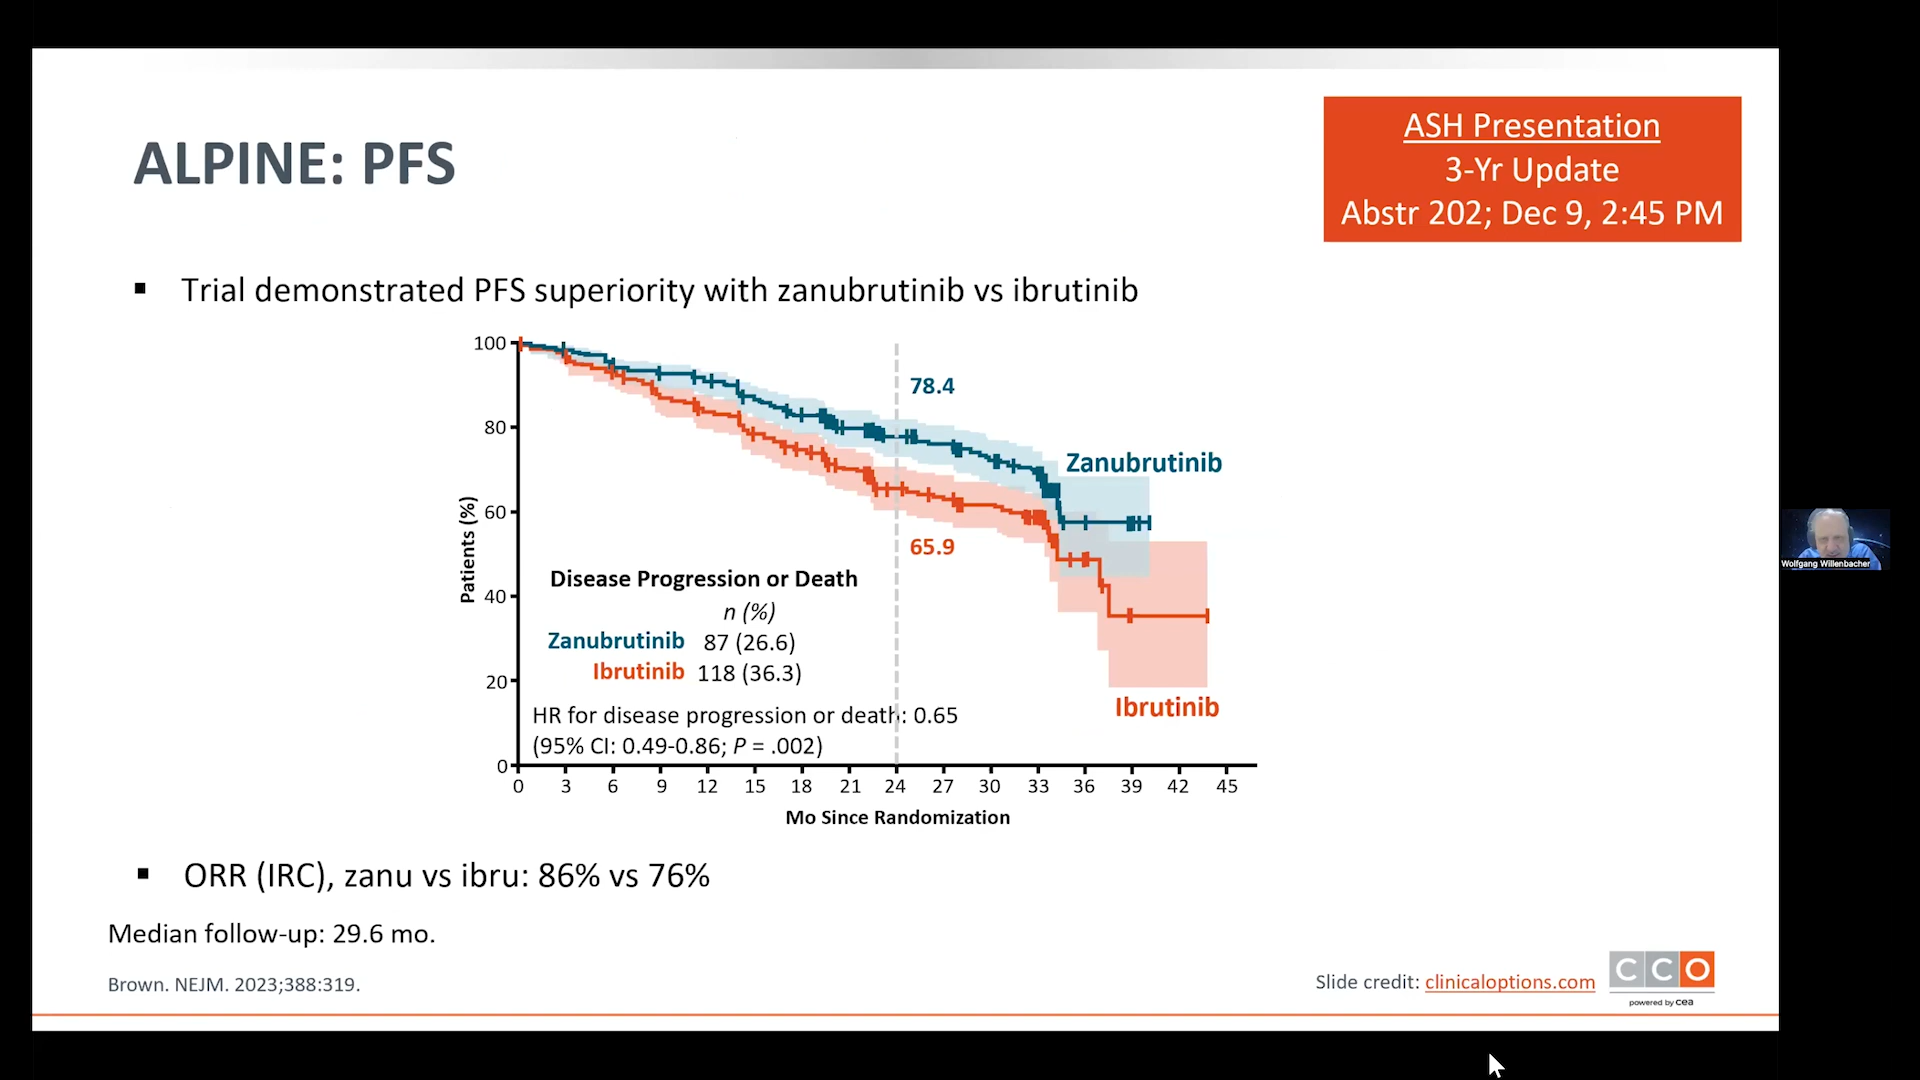 ALPINE: PFS
ASH Presentation
3-Yr Update
Abstr 202; Dec 9, 2:45 PM
▪ Trial demonstrated PFS superiority with zanubrutinib vs ibrutinib
100
80
60
40
20
0
Patients (%)
78.4
65.9
Zanubrutinib
Ibrutinib
Disease Progression or Death
n (%)
Zanubrutinib 87 (26.6)
Ibrutinib 118 (36.3)
HR for disease progression or death: 0.65
(95% CI: 0.49-0.86; P = .002)
0 3 6 9 12 15 18 21 24 27 30 33 36 39 42 45
Mo Since Randomization
▪ ORR (IRC), zanu vs ibru: 86% vs 76%
Median follow-up: 29.6 mo.
Brown. NEJM. 2023;388:319.
Slide credit: clinicaloptions.com
CCO
powered by cea
Wolfgang Willenbacher